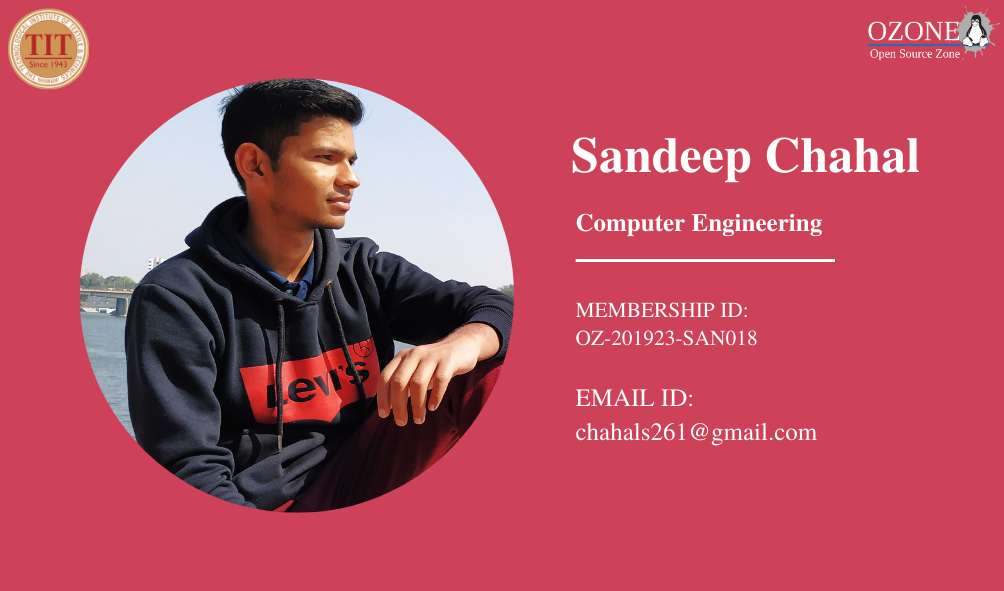 THE TECHNOLOGICAL INSTITUTE OF TEXTILE & SCIENCES
TIT
Since 1943
OZONE
Open Source Zone
Sandeep Chahal
Computer Engineering
MEMBERSHIP ID:
OZ-201923-SAN018
EMAIL ID:
chahals261@gmail.com
Levi's
®